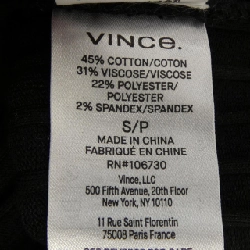 VINCE.
45% COTTON/COTON
31% VISCOSE/VISCOSE
22% POLYESTER/
POLYESTER
2% SPANDEX/SPANDEX
S/P
MADE IN CHINA
FABRIQUÉ EN CHINE
RN#106730
Vince, LLC
500 Fifth Avenue, 20th Floor
New York, NY 10110
11 Rue Saint Florentin
75008 Paris France